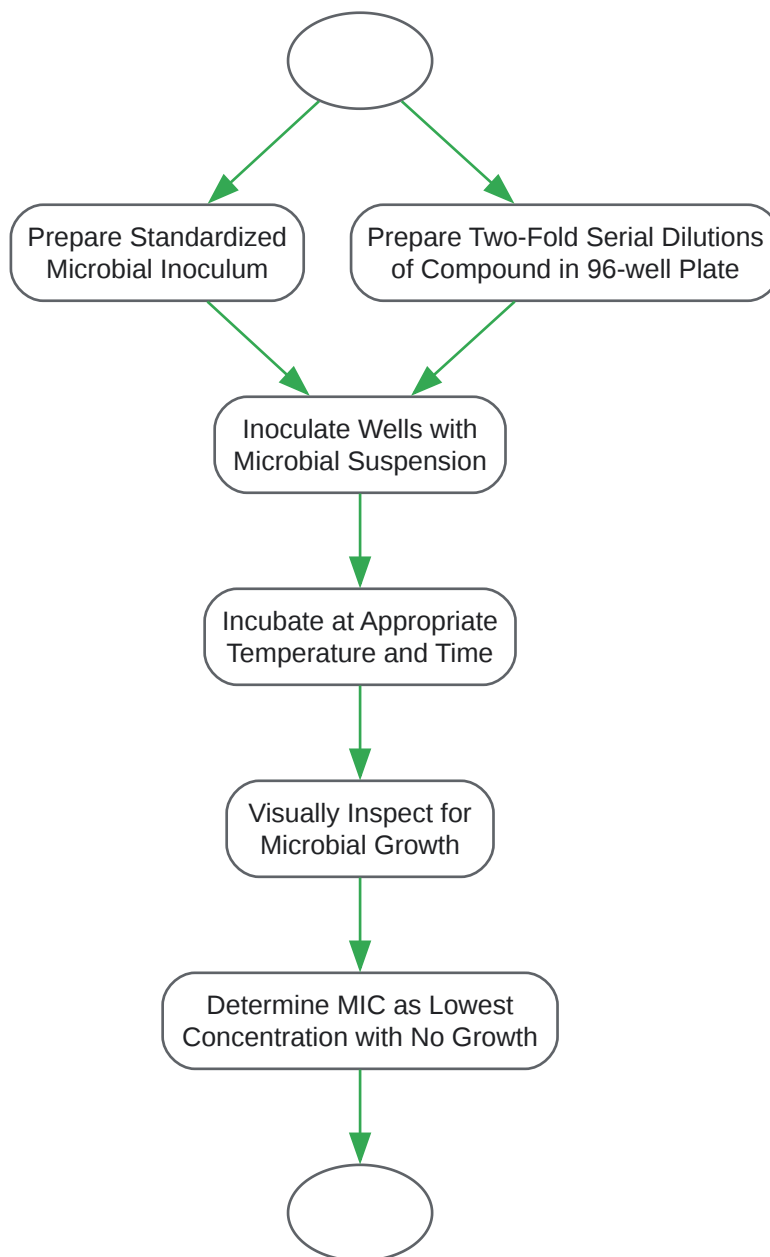 Prepare Standardized
Microbial Inoculum
Prepare Two-Fold Serial Dilutions
of Compound in 96-well Plate
Inoculate Wells with
Microbial Suspension
Incubate at Appropriate
Temperature and Time
Visually Inspect for
Microbial Growth
Determine MIC as Lowest
Concentration with No Growth